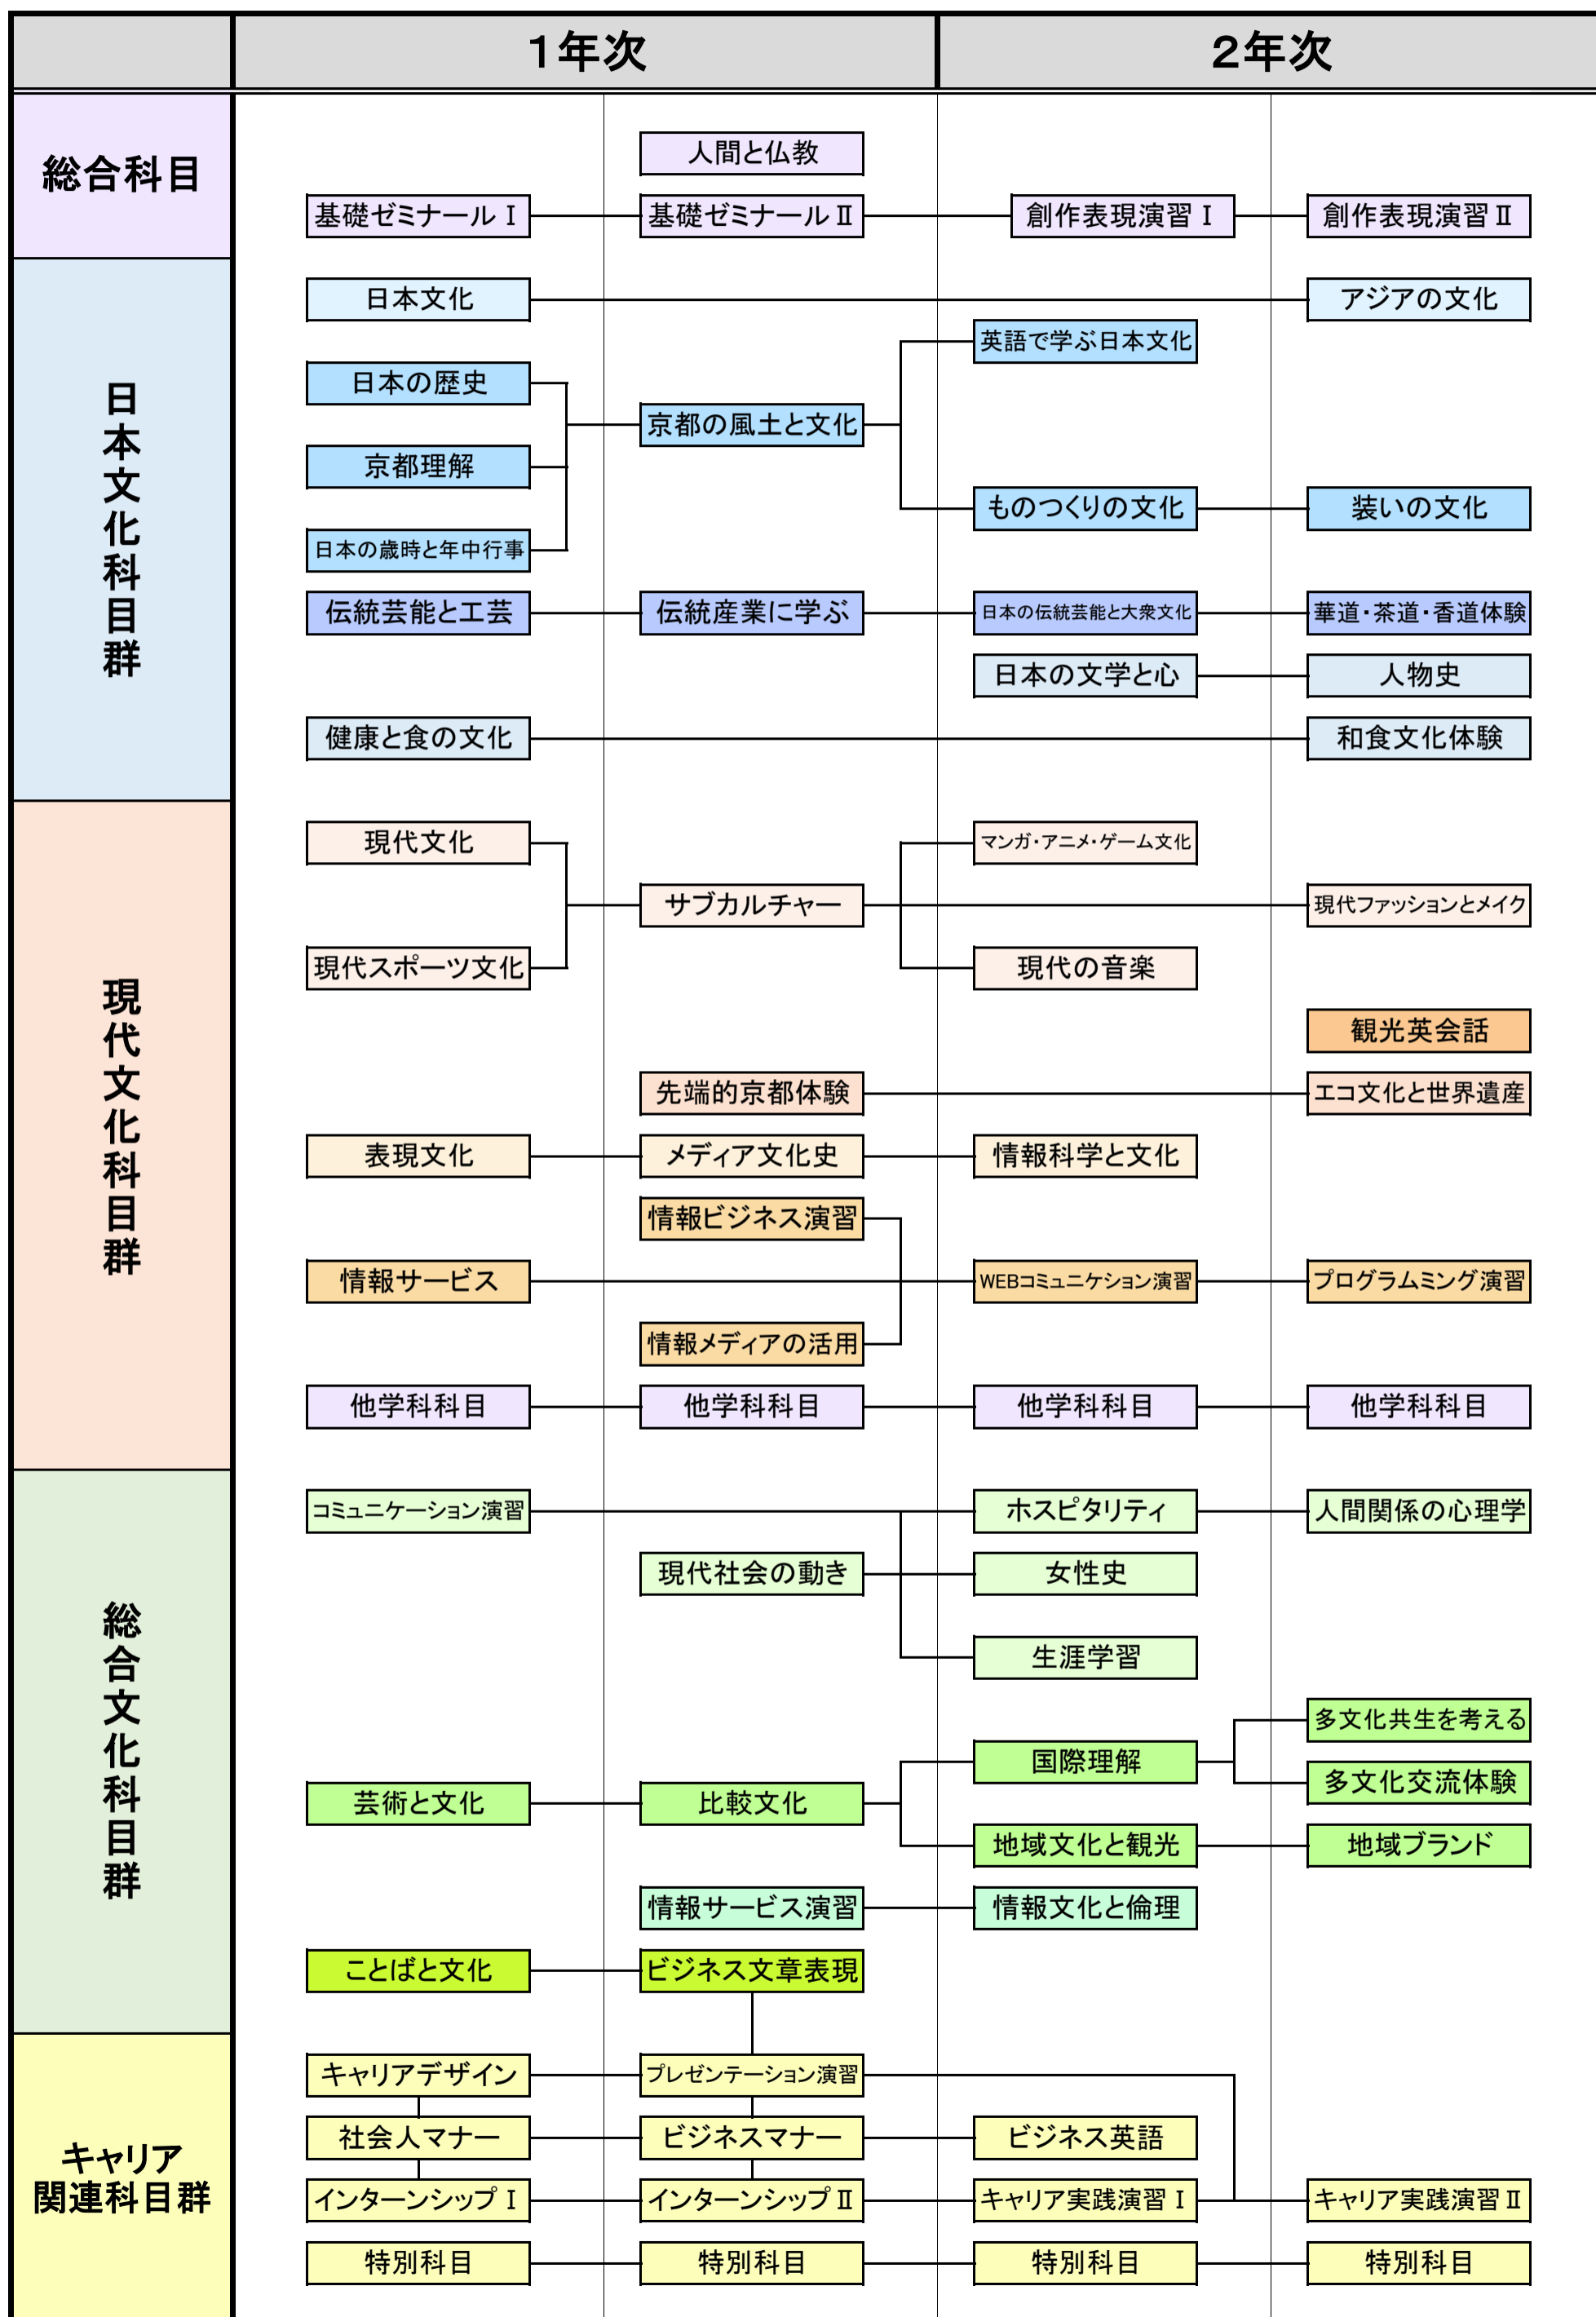 1年次
2年次
総合科目
人間と仏教
基礎ゼミナールⅠ
基礎ゼミナールⅡ
創作表現演習Ⅰ
創作表現演習Ⅱ
日本文化科目群
日本文化
アジアの文化
英語で学ぶ日本文化
日本の歴史
京都の風土と文化
京都理解
ものつくりの文化
装いの文化
日本の歳時と年中行事
伝統芸能と工芸
伝統産業に学ぶ
日本の伝統芸能と大衆文化
華道・茶道・香道体験
日本の文学と心
人物史
健康と食の文化
和食文化体験
現代文化科目群
現代文化
マンガ・アニメ・ゲーム文化
サブカルチャー
現代ファッションとメイク
現代スポーツ文化
現代の音楽
観光英会話
先端的京都体験
エコ文化と世界遺産
表現文化
メディア文化史
情報科学と文化
情報ビジネス演習
情報サービス
WEBコミュニケション演習
プログラムミング演習
情報メディアの活用
他学科科目
他学科科目
他学科科目
他学科科目
総合文化科目群
コミュニケーション演習
ホスピタリティ
人間関係の心理学
現代社会の動き
女性史
生涯学習
多文化共生を考える
国際理解
多文化交流体験
芸術と文化
比較文化
地域文化と観光
地域ブランド
情報サービス演習
情報文化と倫理
ことばと文化
ビジネス文章表現
キャリア
関連科目群
キャリアデザイン
プレゼンテーション演習
社会人マナー
ビジネスマナー
ビジネス英語
インターンシップⅠ
インターンシップⅡ
キャリア実践演習Ⅰ
キャリア実践演習Ⅱ
特別科目
特別科目
特別科目
特別科目